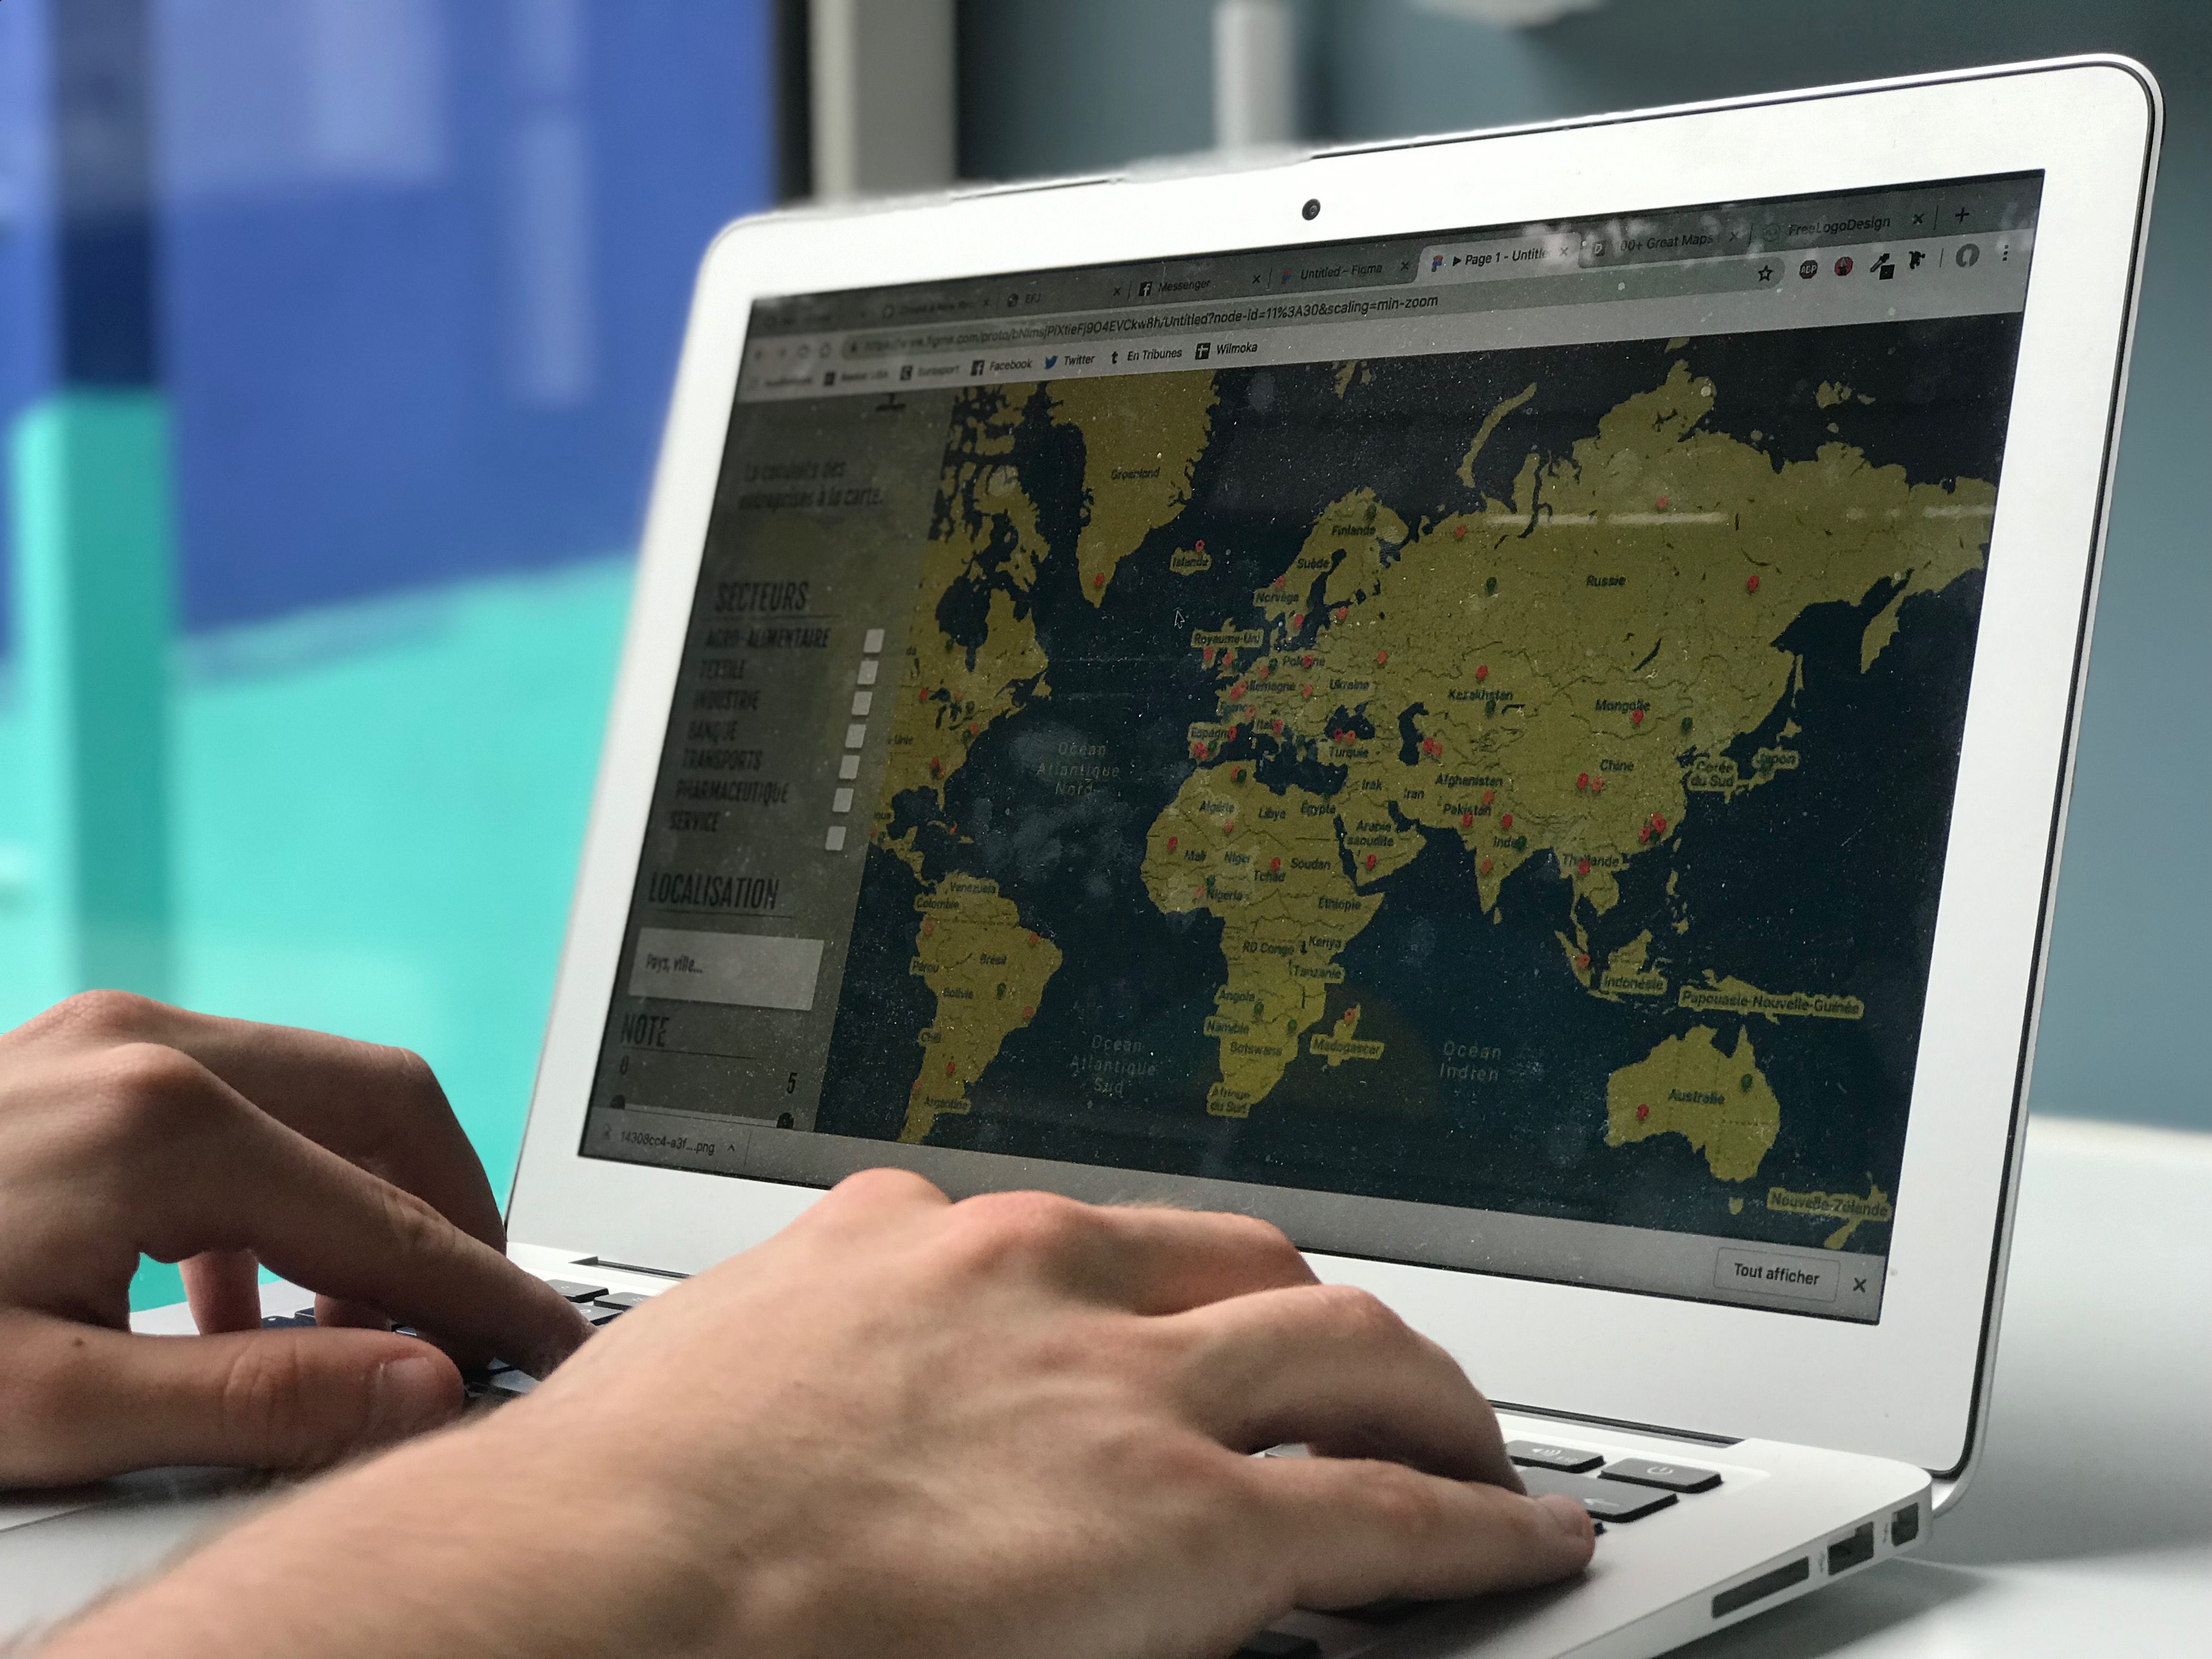 EFJ
Messenger
Untitled - Figma
Page 1 - Untitle
00+ Great Maps
FreeLogoDesign
https://www.figma.com/proto/
/Untitled?node-id=11%3A30&scaling=min-zoom
Facebook
Twitter
En Tribunes
Wilmoka
ABP
La conduite des
entreprises à la carte.
SECTEURS
AGRO-ALIMENTAIRE
TEXTILE
INDUSTRIE
BANQUE
TRANSPORTS
PHARMACEUTIQUE
SERVICE
LOCALISATION
Pays, ville...
NOTE
0
5
Groenland
Islande
Finlande
Suède
Norvège
Russie
Royaume-Uni
Pologne
Allemagne
Ukraine
Kazakhstan
Mongolie
France
Italie
Espagne
Turquie
Océan
Atlantique
Nord
Chine
Japon
Corée
du Sud
Afghanistan
Irak
Iran
Pakistan
Algérie
Libye
Égypte
Arabie
saoudite
Inde
Mali
Niger
Soudan
Tchad
Thaïlande
Nigeria
Éthiopie
Venezuela
Colombie
RD Congo
Kenya
Brésil
Pérou
Tanzanie
Indonésie
Papouasie-Nouvelle-Guinée
Bolivie
Angola
Namibie
Botswana
Madagascar
Chili
Océan
Atlantique
Sud
Océan
Indien
Australie
Argentine
Afrique
du Sud
Nouvelle-Zélande
14308cc4-a3f....png
Tout afficher